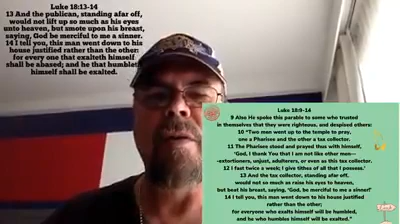 Luke 18:13-14
13 And the publican, standing afar off,
would not lift up so much as his eyes
unto heaven, but smote upon his breast,
saying, God be merciful to me a sinner.
14 I tell you, this man went down to his
house justified rather than the other:
for every one that exalteth himself
shall be abased; and he that humbleth
himself shall be exalted.
Luke 18:9-14
9 Also He spoke this parable to some who trusted
in themselves that they were righteous, and despised others:
10 "Two men went up to the temple to pray,
one a Pharisee and the other a tax collector.
11 The Pharisee stood and prayed thus with himself,
'God, I thank You that I am not like other men—
-extortioners, unjust, adulterers, or even as this tax collector.
12 I fast twice a week; I give tithes of all that I possess.'
13 And the tax collector, standing afar off,
would not so much as raise his eyes to heaven,
but beat his breast, saying, 'God, be merciful to me a sinner!'
14 I tell you, this man went down to his house justified
rather than the other;
for everyone who exalts himself will be humbled,
and he who humbles himself will be exalted."